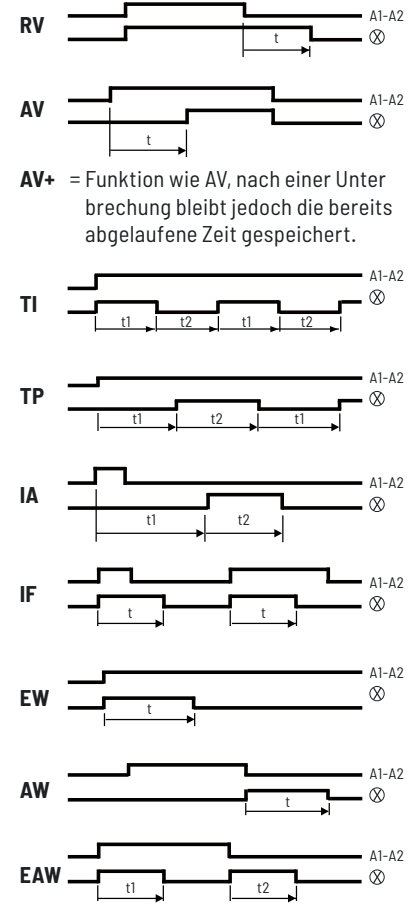 RV
A1-A2
t
AV
A1-A2
t
AV+ = Funktion wie AV, nach einer Unter
brechung bleibt jedoch die bereits
abgelaufene Zeit gespeichert.
TI
A1-A2
t1 t2 t1 t2
TP
A1-A2
t1 t2 t1
IA
A1-A2
t1 t2
IF
A1-A2
t t
EW
A1-A2
t
AW
A1-A2
t
EAW
A1-A2
t1 t2